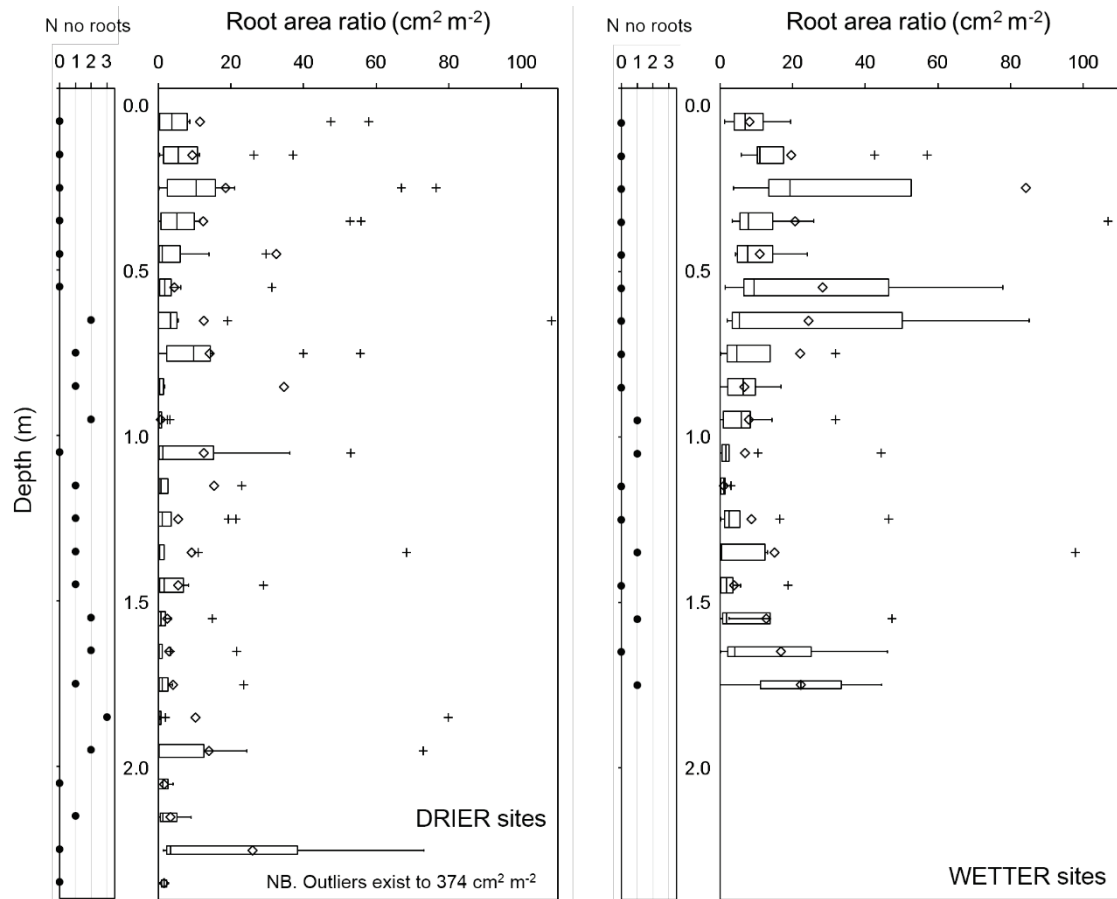 N no roots
Root area ratio (cm² m⁻²)
0 1 2 3
0 20 40 60 80 100
Depth (m)
0.0
0.5
1.0
1.5
2.0
DRIER sites
NB. Outliers exist to 374 cm² m⁻²
N no roots
Root area ratio (cm² m⁻²)
0 1 2 3
0 20 40 60 80 100
0.0
0.5
1.0
1.5
2.0
WETTER sites